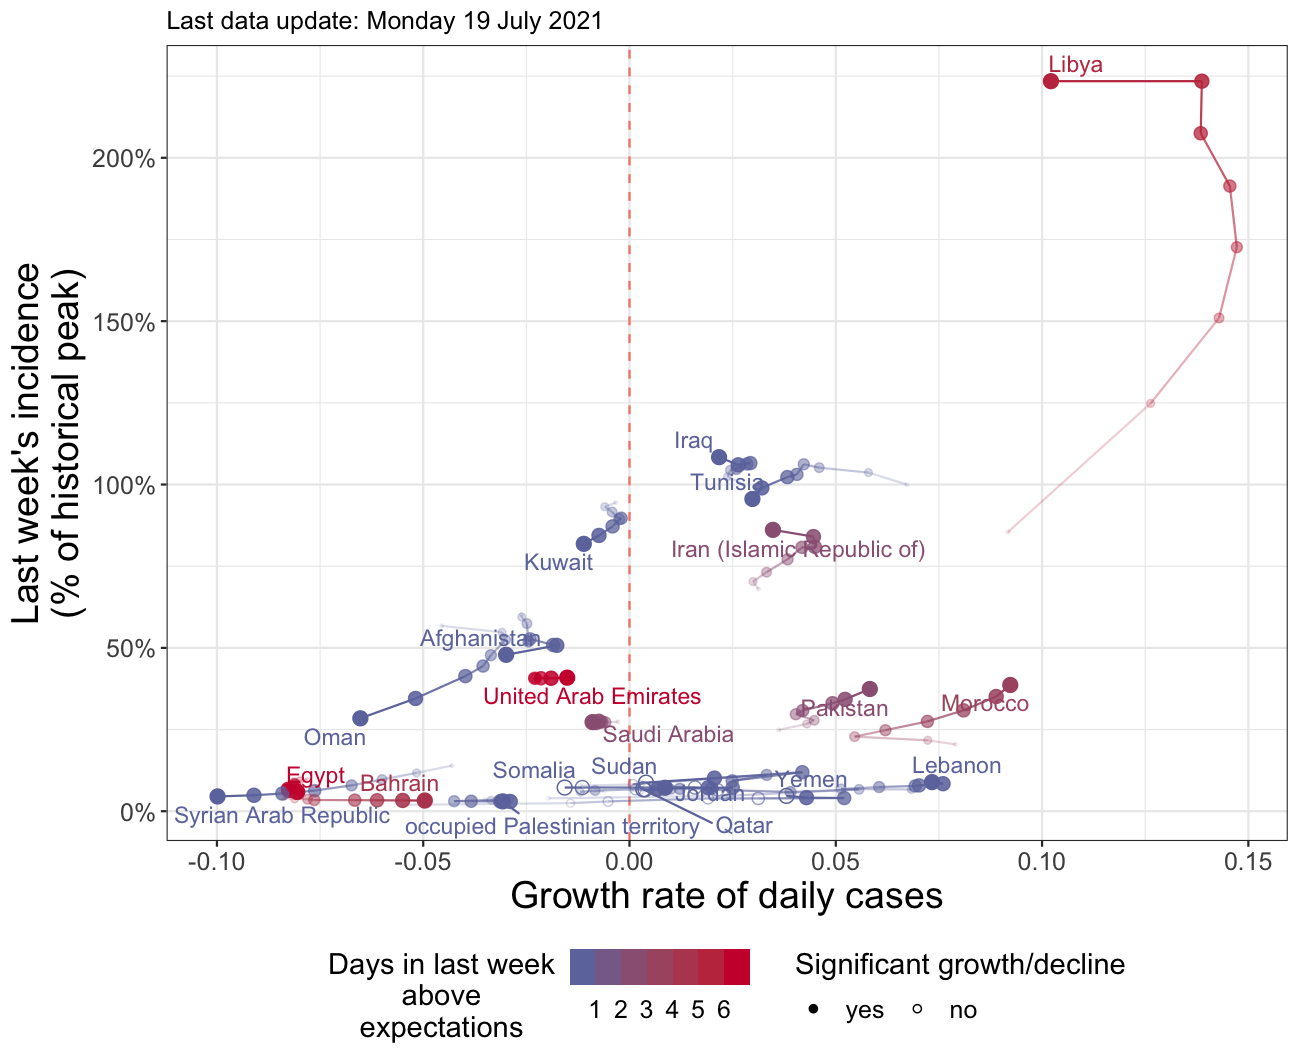 Last data update: Monday 19 July 2021
Last week's incidence
(% of historical peak)
200%
150%
100%
50%
0%
Libya
Iraq
Tunisia
Iran (Islamic Republic of)
Kuwait
Afghanistan
United Arab Emirates
Pakistan
Morocco
Saudi Arabia
Oman
Somalia
Sudan
Yemen
Lebanon
Egypt
Bahrain
Jordan
Syrian Arab Republic
occupied Palestinian territory
Qatar
-0.10
-0.05
0.00
0.05
0.10
0.15
Growth rate of daily cases
Days in last week
above
expectations
1 2 3 4 5 6
Significant growth/decline
yes
no